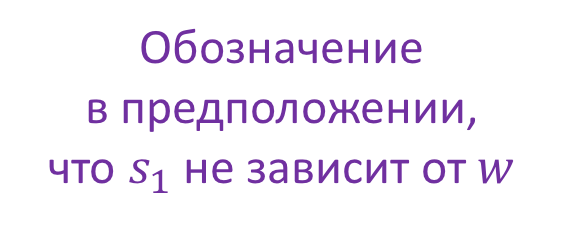 Обозначение
в предположении,
что s₁ не зависит от w